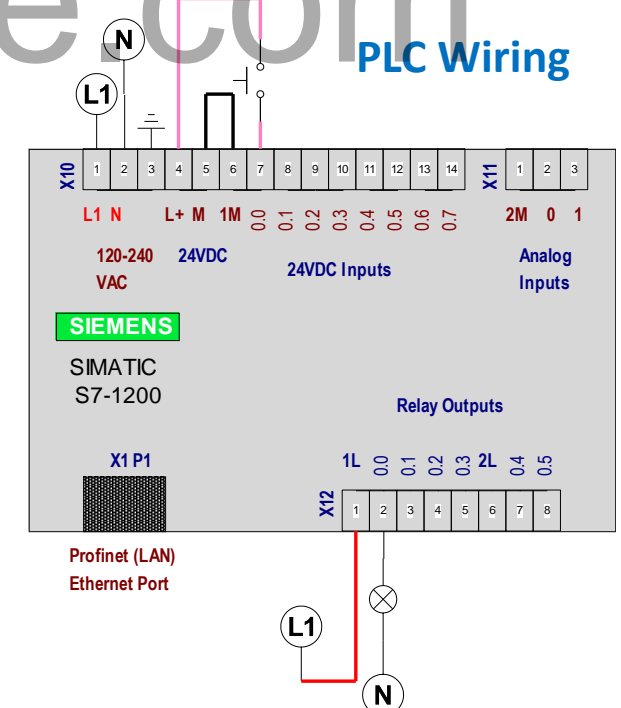 e.com
N
PLC Wiring
L1
X10
1 2 3 4 5 6 7 8 9 10 11 12 13 14
X11
1 2 3
L1 N L+ M 1M 0.0 0.1 0.2 0.3 0.4 0.5 0.6 0.7
2M 0 1
120-240
VAC
24VDC
24VDC Inputs
Analog
Inputs
SIEMENS
SIMATIC
S7-1200
Relay Outputs
X1 P1
1L 0.0 0.1 0.2 0.3 2L 0.4 0.5
X12
1 2 3 4 5 6 7 8
Profinet (LAN)
Ethernet Port
L1
N